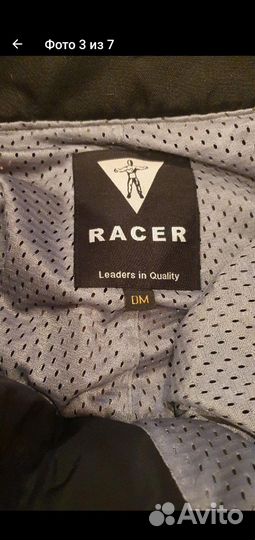 Фото 3 из 7
RACER
Leaders in Quality
DM
Avito